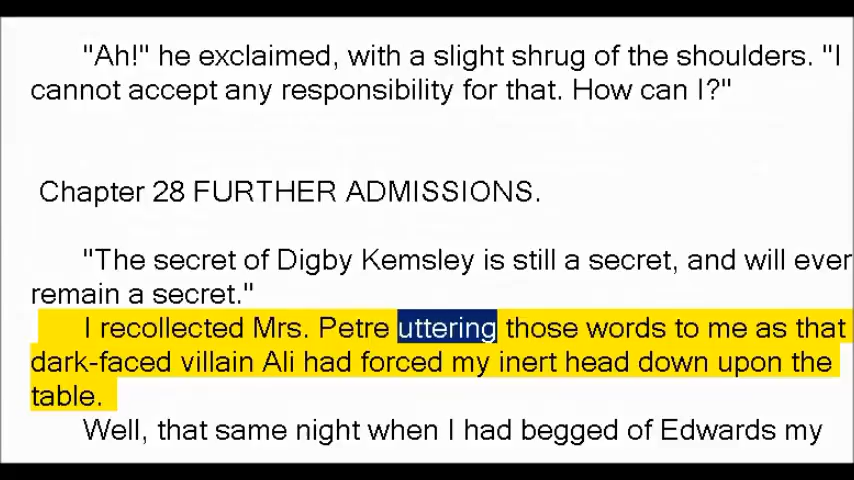 "Ah!" he exclaimed, with a slight shrug of the shoulders. "I
cannot accept any responsibility for that. How can I?"
Chapter 28 FURTHER ADMISSIONS.
"The secret of Digby Kemsley is still a secret, and will ever
remain a secret."
I recollected Mrs. Petre uttering those words to me as that
dark-faced villain Ali had forced my inert head down upon the
table.
Well, that same night when I had begged of Edwards my